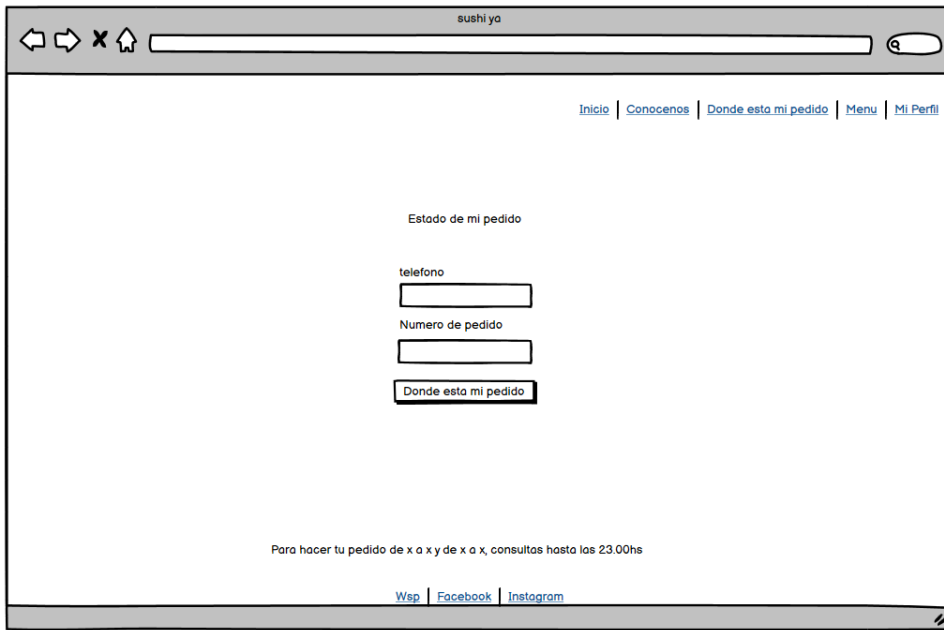 sushi ya
Inicio | Conocenos | Donde esta mi pedido | Menu | Mi Perfil
Estado de mi pedido
telefono
Numero de pedido
Donde esta mi pedido
Para hacer tu pedido de x a x y de x a x, consultas hasta las 23.00hs
Wsp | Facebook | Instagram